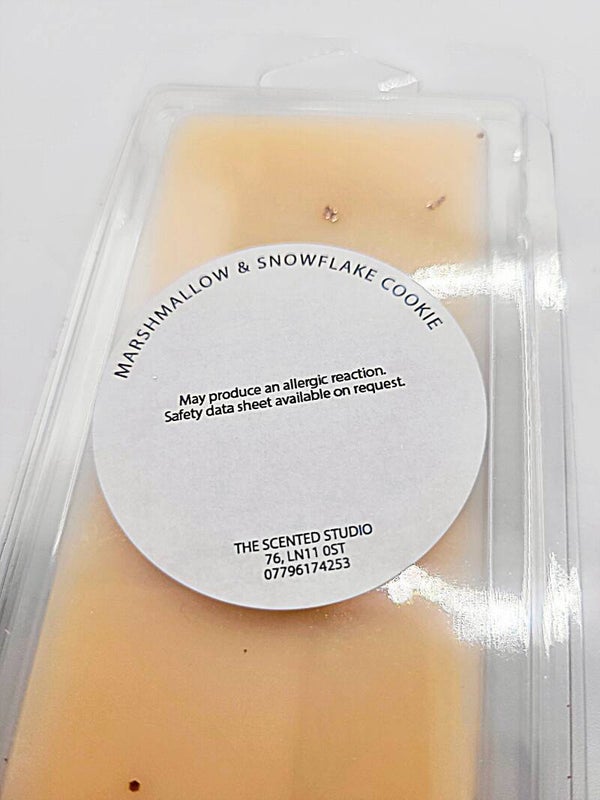 MARSHMALLOW & SNOWFLAKE COOKIE
May produce an allergic reaction.
Safety data sheet available on request.
THE SCENTED STUDIO
76, LN11 0ST
07796174253